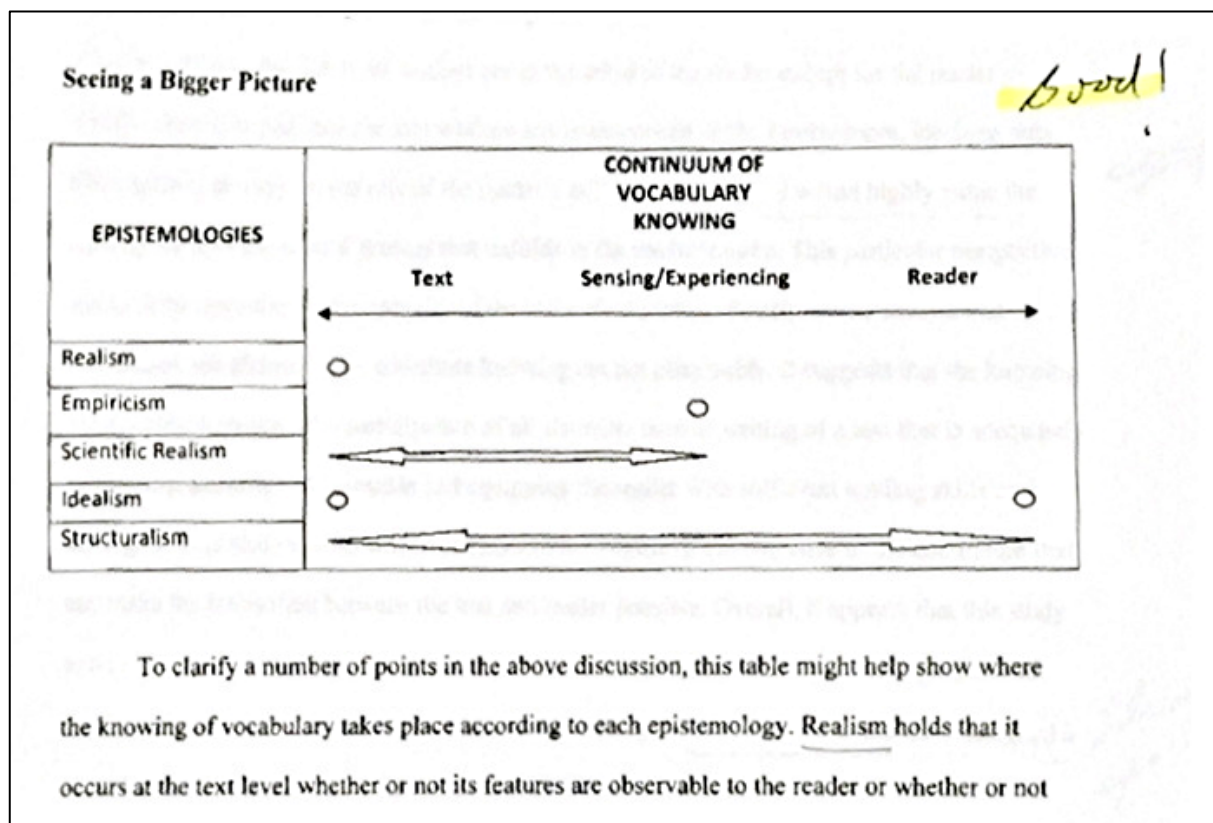 Seeing a Bigger Picture
Good!
EPISTEMOLOGIES
CONTINUUM OF
VOCABULARY
KNOWING
Text Sensing/Experiencing Reader
Realism
Empiricism
Scientific Realism
Idealism
Structuralism
To clarify a number of points in the above discussion, this table might help show where
the knowing of vocabulary takes place according to each epistemology. Realism holds that it
occurs at the text level whether or not its features are observable to the reader or whether or not